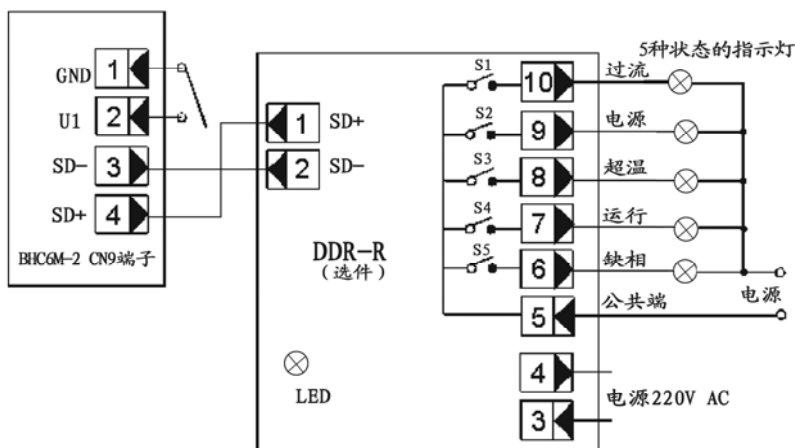 5种状态的指示灯
GND 1
U1 2
SD- 3
SD+ 4
BHC6M-2 CN9端子
1 SD+
2 SD-
DDR-R
(选件)
LED
S1 10 过流
S2 9 电源
S3 8 超温
S4 7 运行
S5 6 缺相
5 公共端
电源
4
3
电源220V AC